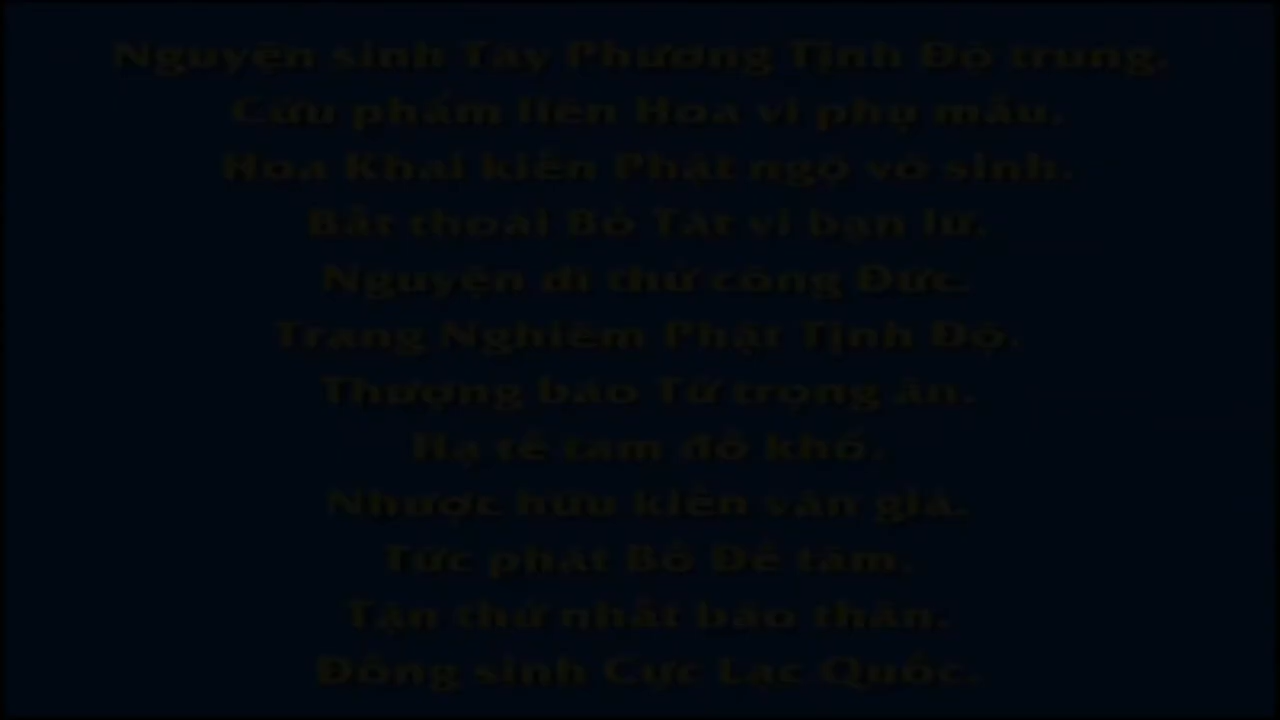 Nguyện sinh Tây Phương Tịnh Độ trung.
Cửu phẩm liên Hoa vi phụ mẫu.
Hoa Khai kiến Phật ngộ vô sinh.
Bất thoái Bồ Tát vi bạn lữ.
Nguyện dĩ thử công Đức.
Trang Nghiêm Phật Tịnh Độ.
Thượng báo Tứ trọng ân.
Hạ tế tam đồ khổ.
Nhược hữu kiến văn giả.
Tức phát Bồ Đề tâm.
Tận thử nhất báo thân.
Đồng sinh Cực Lạc Quốc.